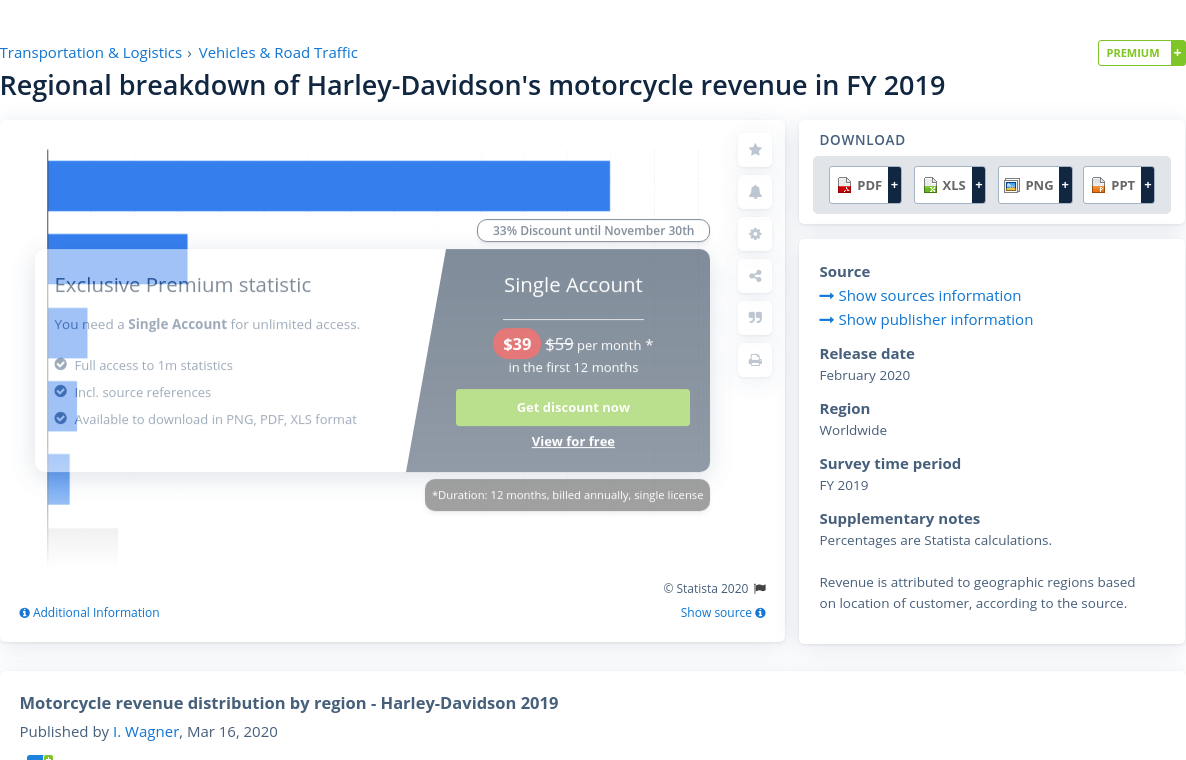 Transportation & Logistics › Vehicles & Road Traffic
PREMIUM +
Regional breakdown of Harley-Davidson's motorcycle revenue in FY 2019
33% Discount until November 30th
Exclusive Premium statistic
You need a Single Account for unlimited access.
Full access to 1m statistics
Incl. source references
Available to download in PNG, PDF, XLS format
Single Account
$39 $59 per month *
in the first 12 months
Get discount now
View for free
*Duration: 12 months, billed annually, single license
© Statista 2020
Additional Information
Show source
DOWNLOAD
PDF + XLS + PNG + PPT +
Source
Show sources information
Show publisher information
Release date
February 2020
Region
Worldwide
Survey time period
FY 2019
Supplementary notes
Percentages are Statista calculations.
Revenue is attributed to geographic regions based
on location of customer, according to the source.
Motorcycle revenue distribution by region - Harley-Davidson 2019
Published by I. Wagner, Mar 16, 2020